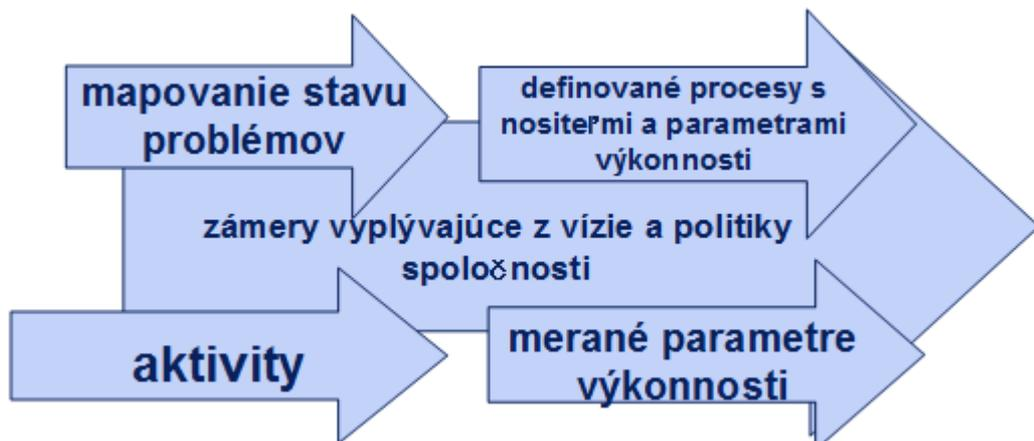 mapovanie stavu
problémov
definované procesy s
nositeľmi a parametrami
výkonnosti
zámery vyplývajúce z vízie a politiky
spoločnosti
aktivity
merané parametre
výkonnosti